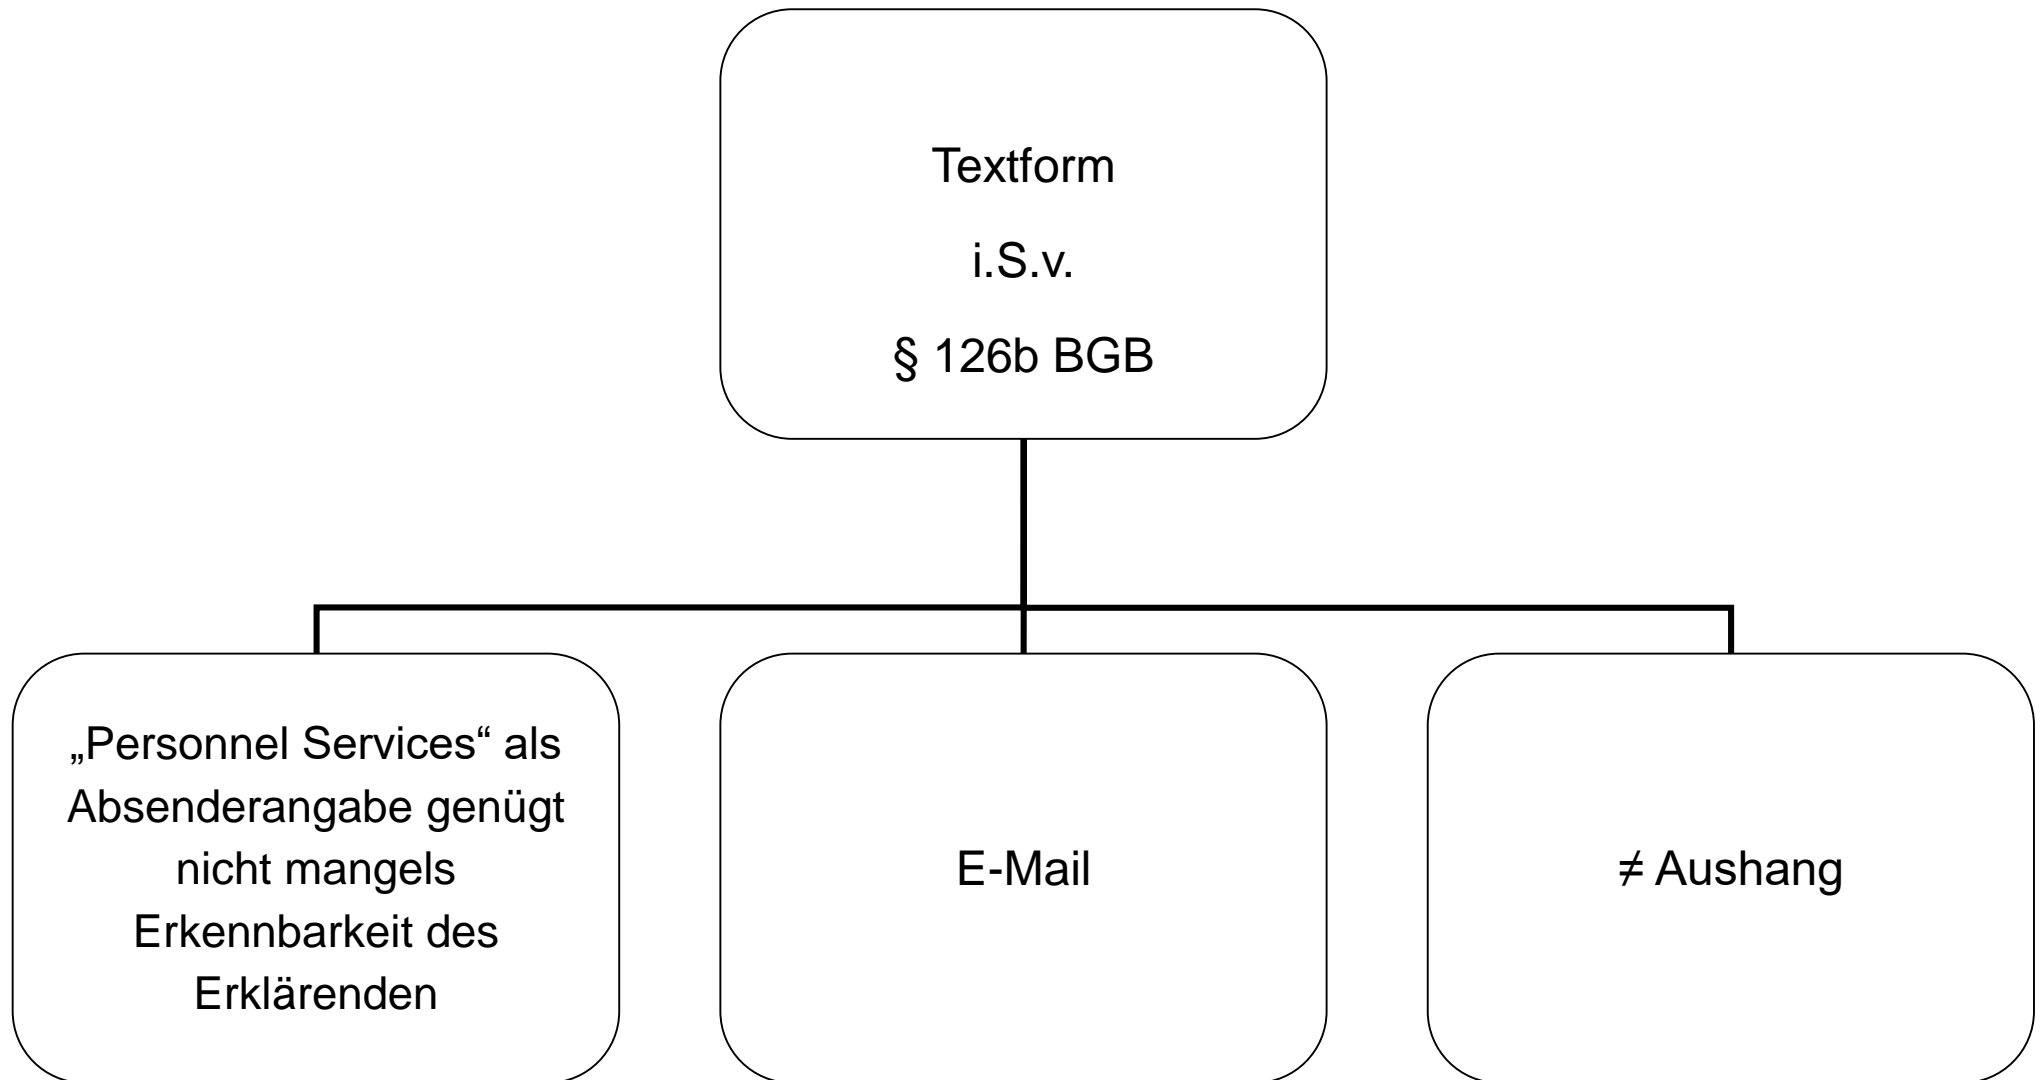 Textform
i.S.v.
§ 126b BGB
„Personnel Services“ als
Absenderangabe genügt
nicht mangels
Erkennbarkeit des
Erklärenden
E-Mail
≠ Aushang